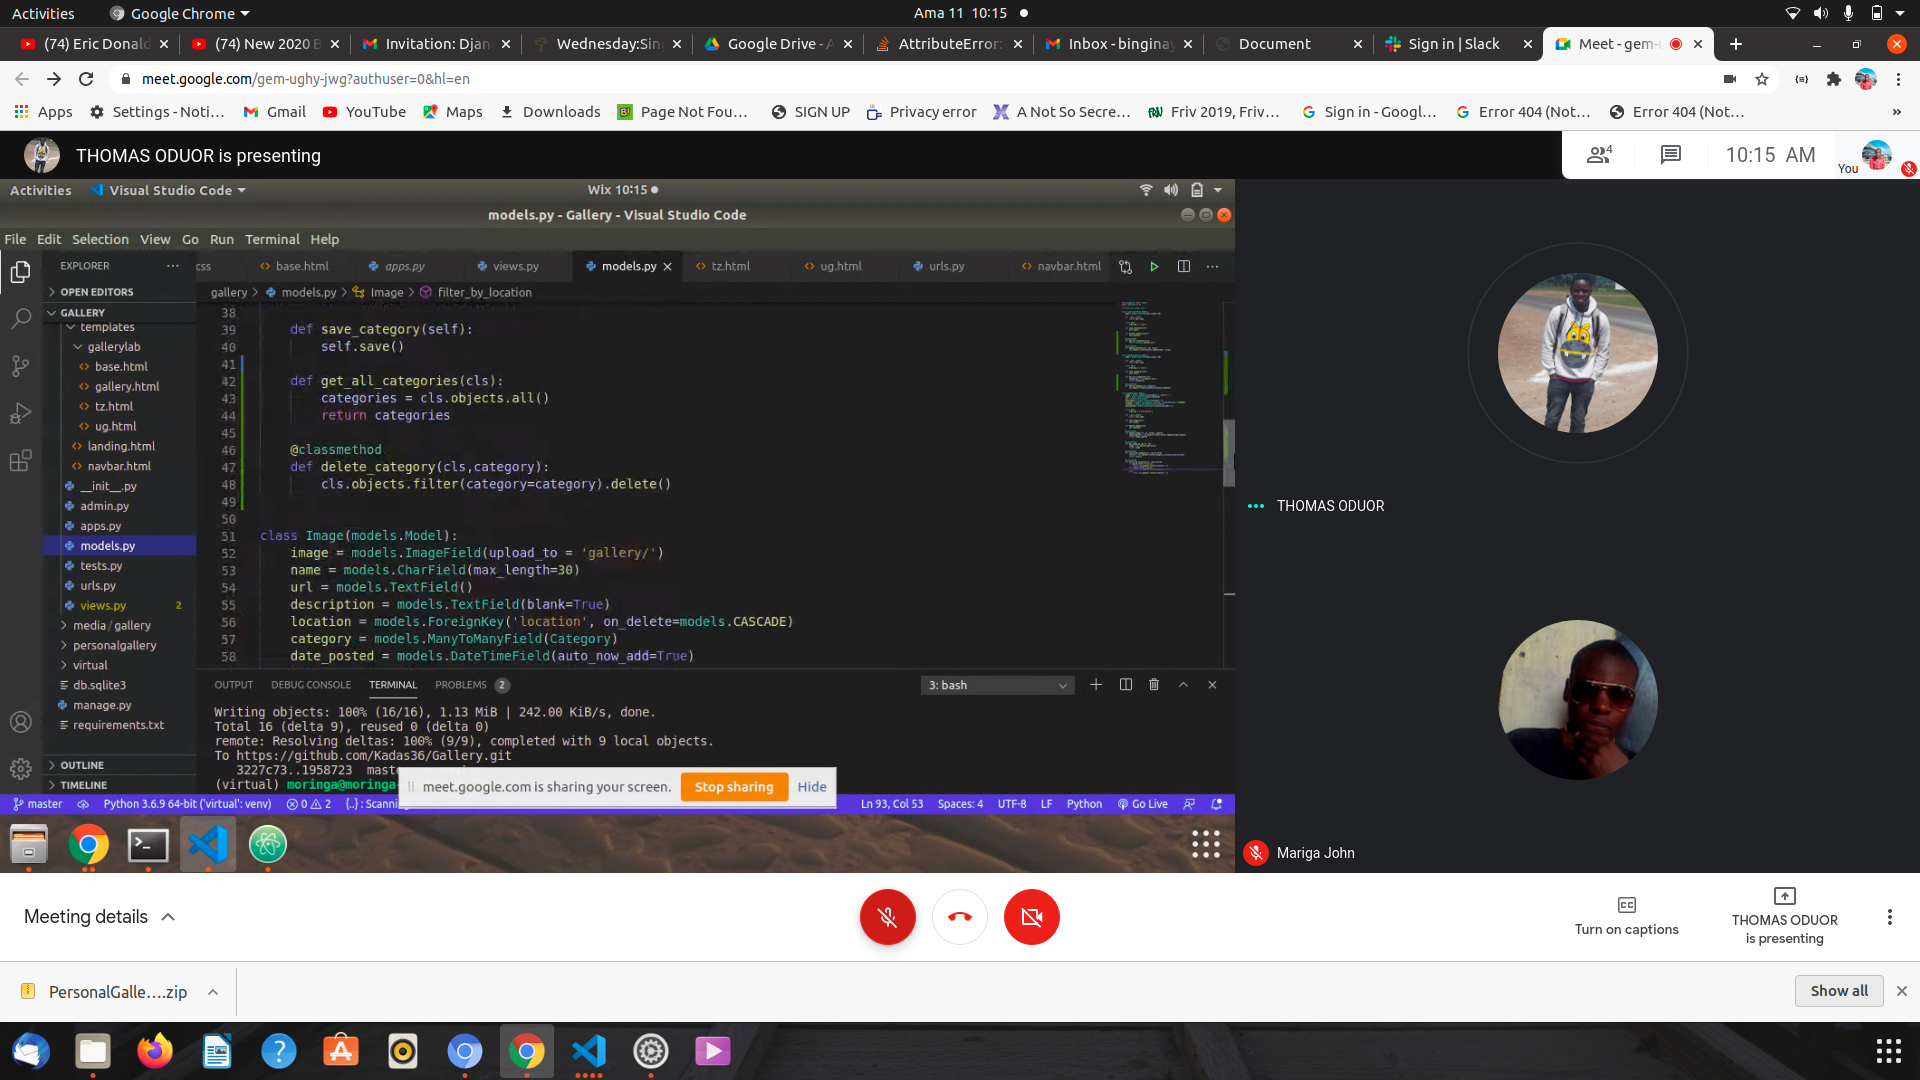 Activities
Google Chrome
Ama 11 10:15
(74) Eric Donald
(74) New 2020 B
Invitation: Djan
Wednesday:Sin
Google Drive - A
AttributeError:
Inbox - binginay
Document
Sign in | Slack
Meet - gem-u
meet.google.com/gem-ughy-jwg?authuser=0&hl=en
Apps
Settings - Noti...
Gmail
YouTube
Maps
Downloads
Page Not Fou...
SIGN UP
Privacy error
A Not So Secre...
Friv 2019, Friv...
Sign in - Googl...
Error 404 (Not...
Error 404 (Not...
»
THOMAS ODUOR is presenting
4
10:15 AM
You
Activities
Visual Studio Code
Wix 10:15
models.py - Gallery - Visual Studio Code
File Edit Selection View Go Run Terminal Help
EXPLORER
css
base.html
apps.py
views.py
models.py
tz.html
ug.html
urls.py
navbar.html
OPEN EDITORS
gallery > models.py > Image > filter_by_location
GALLERY
templates
gallerylab
base.html
gallery.html
tz.html
ug.html
landing.html
navbar.html
__init__.py
admin.py
apps.py
models.py
tests.py
urls.py
views.py 2
media / gallery
personalgallery
virtual
db.sqlite3
manage.py
requirements.txt
OUTLINE
TIMELINE
38
39 def save_category(self):
40 self.save()
41
42 def get_all_categories(cls):
43 categories = cls.objects.all()
44 return categories
45
46 @classmethod
47 def delete_category(cls,category):
48 cls.objects.filter(category=category).delete()
49
50
51 class Image(models.Model):
52 image = models.ImageField(upload_to = 'gallery/')
53 name = models.CharField(max_length=30)
54 url = models.TextField()
55 description = models.TextField(blank=True)
56 location = models.ForeignKey('location', on_delete=models.CASCADE)
57 category = models.ManyToManyField(Category)
58 date_posted = models.DateTimeField(auto_now_add=True)
OUTPUT DEBUG CONSOLE TERMINAL PROBLEMS 2
3: bash
Writing objects: 100% (16/16), 1.13 MiB | 242.00 KiB/s, done.
Total 16 (delta 9), reused 0 (delta 0)
remote: Resolving deltas: 100% (9/9), completed with 9 local objects.
To https://github.com/Kadas36/Gallery.git
3227c73..1958723 mast
(virtual) moringa@moringa
meet.google.com is sharing your screen.
Stop sharing
Hide
master
Python 3.6.9 64-bit ('virtual': venv)
0 2
{..} : Scannin
Ln 93, Col 53
Spaces: 4
UTF-8
LF
Python
Go Live
THOMAS ODUOR
Mariga John
Meeting details
Turn on captions
THOMAS ODUOR
is presenting
PersonalGalle....zip
Show all